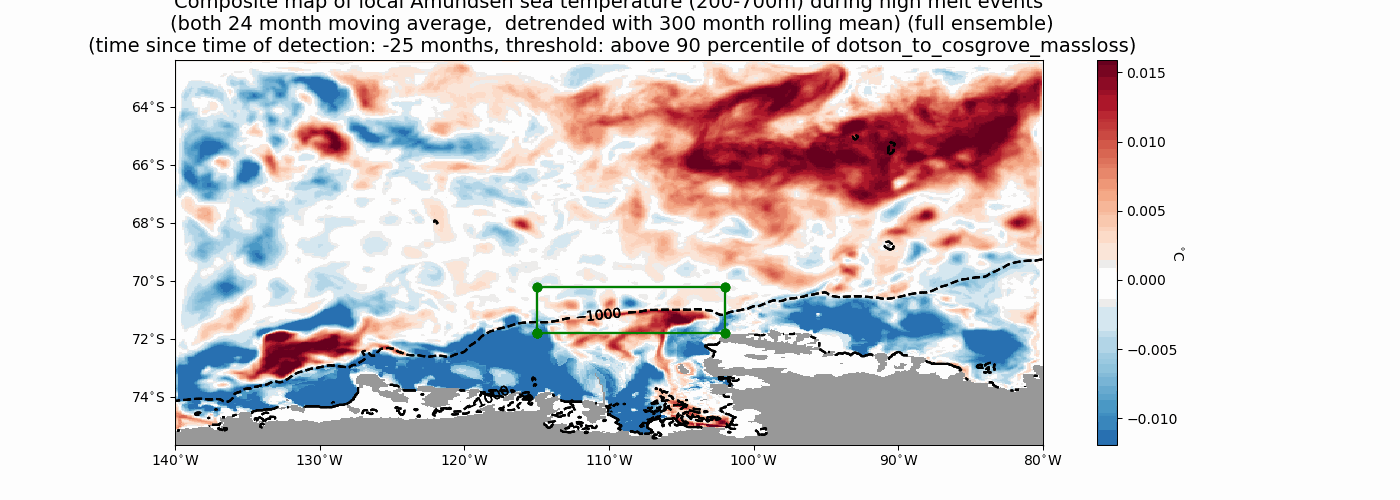 Composite map of local Amundsen sea temperature (200-700m) during high melt events
(both 24 month moving average,  detrended with 300 month rolling mean) (full ensemble)
(time since time of detection: -25 months, threshold: above 90 percentile of dotson_to_cosgrove_massloss)
64°S
66°S
68°S
70°S
72°S
74°S
140°W
130°W
120°W
110°W
100°W
90°W
80°W
−1000
-1000
0.015
0.010
0.005
0.000
−0.005
−0.010
°C